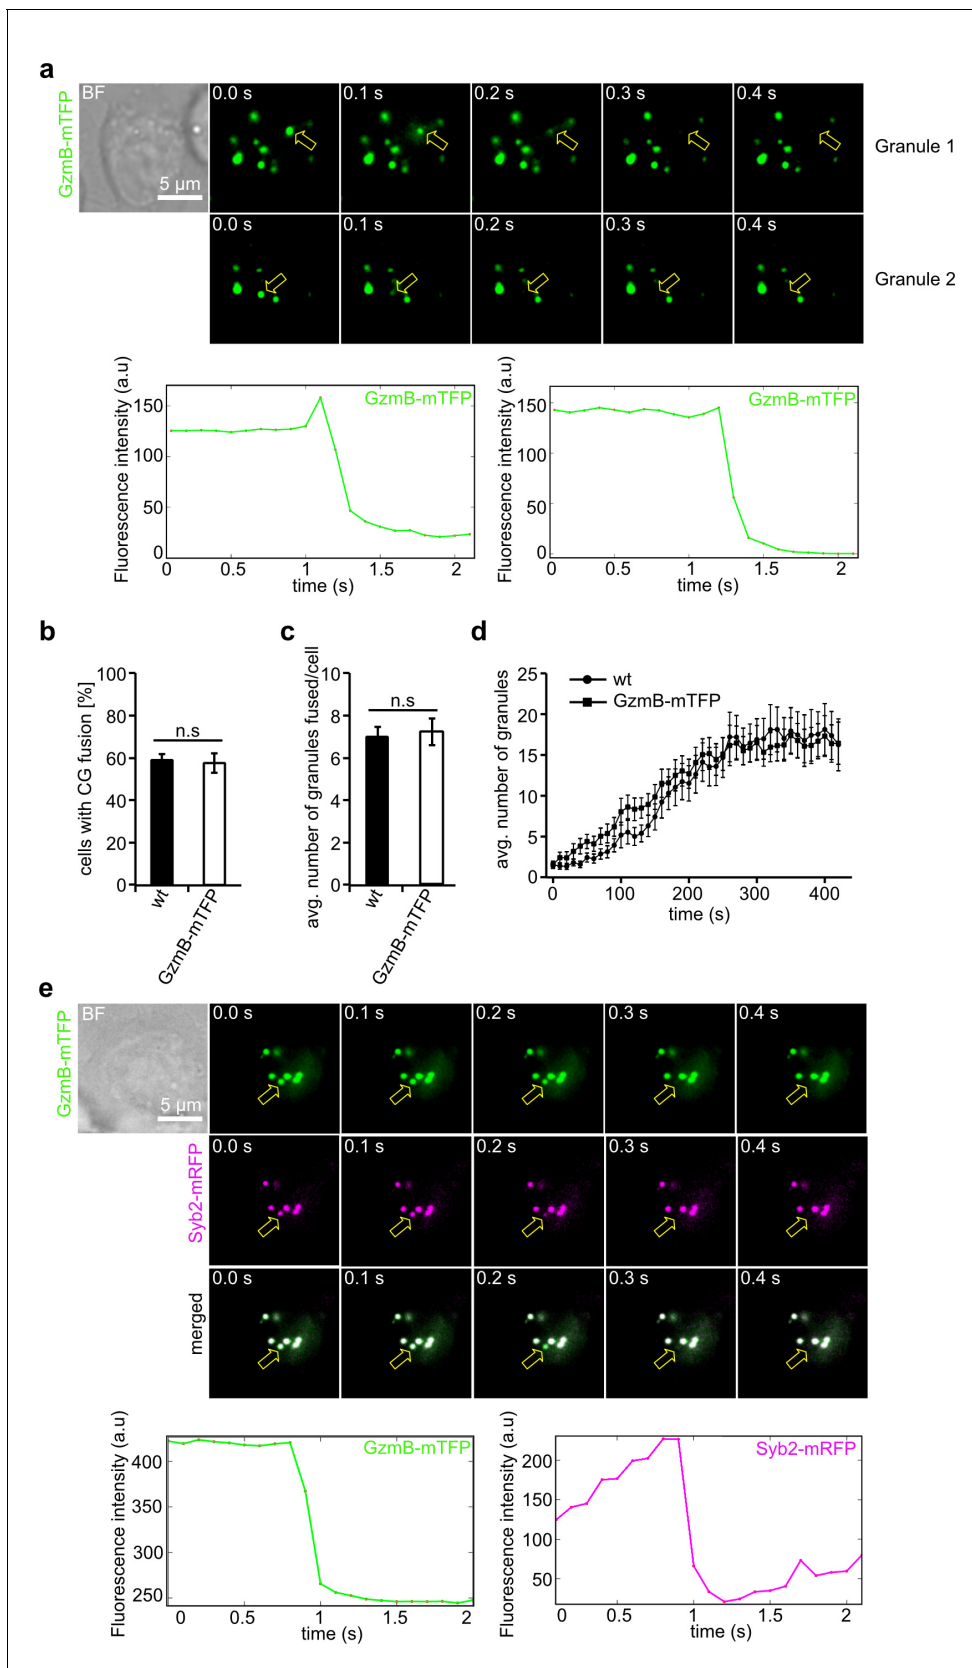 a
GzmB-mTFP
BF
5 µm
0.0 s
0.1 s
0.2 s
0.3 s
0.4 s
Granule 1
0.0 s
0.1 s
0.2 s
0.3 s
0.4 s
Granule 2
Fluorescence intensity (a.u)
150
100
50
0
GzmB-mTFP
0
0.5
1
1.5
2
time (s)
Fluorescence intensity (a.u)
150
100
50
0
GzmB-mTFP
0
0.5
1
1.5
2
time (s)
b
cells with CG fusion [%]
100
80
60
40
20
0
n.s
wt
GzmB-mTFP
c
avg. number of granules fused/cell
10
8
6
4
2
0
n.s
wt
GzmB-mTFP
d
avg. number of granules
25
20
15
10
5
0
wt
GzmB-mTFP
0
100
200
300
400
time (s)
e
GzmB-mTFP
BF
5 µm
0.0 s
0.1 s
0.2 s
0.3 s
0.4 s
Syb2-mRFP
0.0 s
0.1 s
0.2 s
0.3 s
0.4 s
merged
0.0 s
0.1 s
0.2 s
0.3 s
0.4 s
Fluorescence intensity (a.u)
400
350
300
250
GzmB-mTFP
0
0.5
1
1.5
2
time (s)
Fluorescence intensity (a.u)
200
150
100
50
Syb2-mRFP
0
0.5
1
1.5
2
time (s)